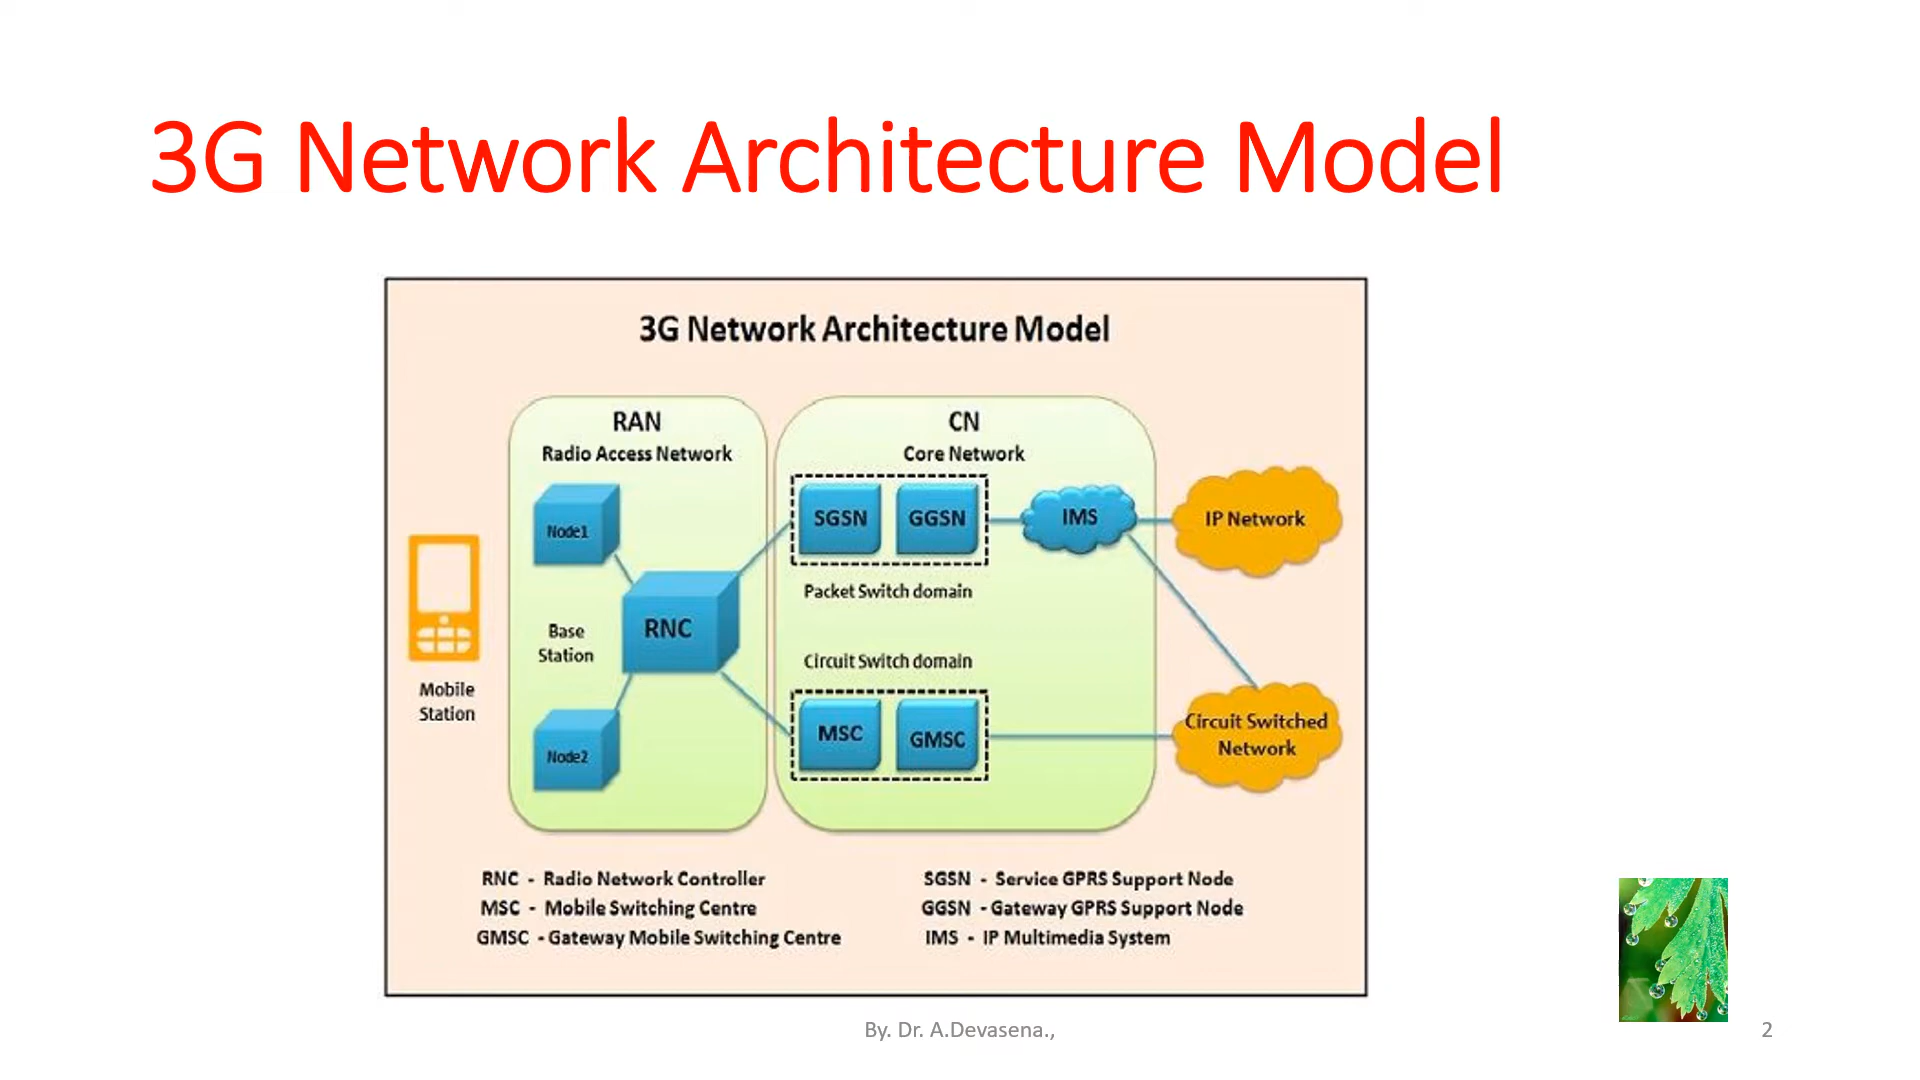 3G Network Architecture Model
3G Network Architecture Model
RAN
Radio Access Network
CN
Core Network
Node1
SGSN
GGSN
IMS
IP Network
Packet Switch domain
RNC
Base
Station
Circuit Switch domain
Mobile
Station
Node2
MSC
GMSC
Circuit Switched
Network
RNC - Radio Network Controller
MSC - Mobile Switching Centre
GMSC - Gateway Mobile Switching Centre
SGSN - Service GPRS Support Node
GGSN - Gateway GPRS Support Node
IMS - IP Multimedia System
By. Dr. A.Devasena.,
2